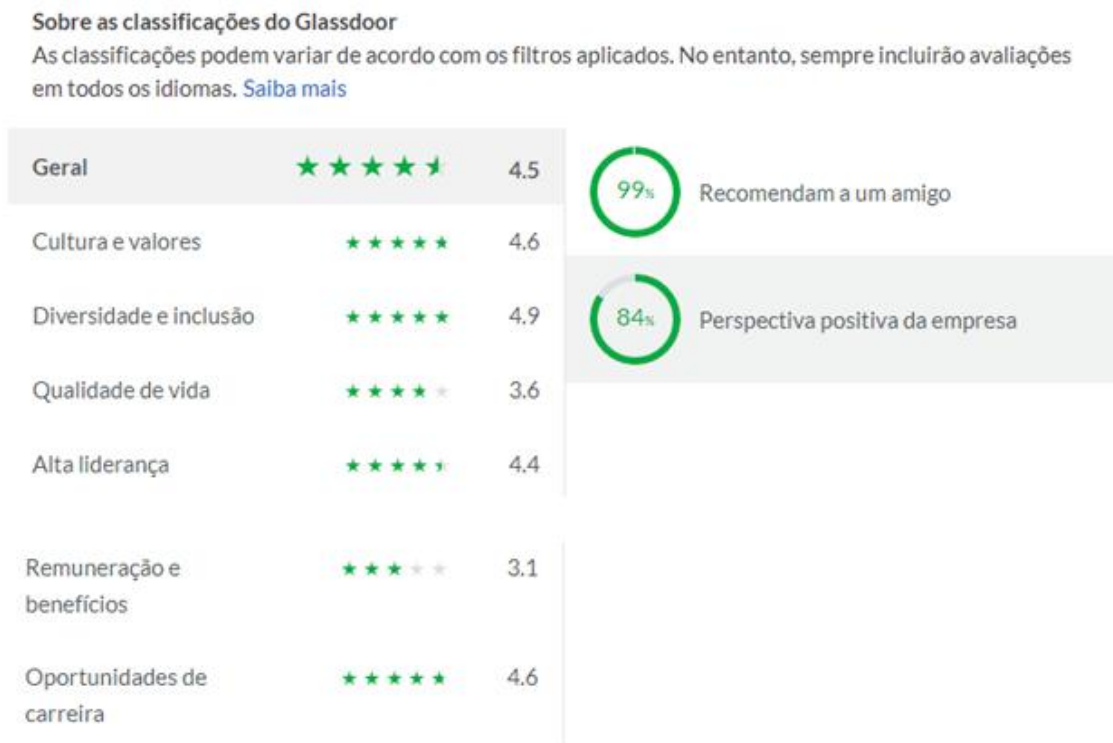 Sobre as classificações do Glassdoor
As classificações podem variar de acordo com os filtros aplicados. No entanto, sempre incluirão avaliações
em todos os idiomas. Saiba mais
Geral 4.5
99% Recomendam a um amigo
Cultura e valores 4.6
Diversidade e inclusão 4.9
84% Perspectiva positiva da empresa
Qualidade de vida 3.6
Alta liderança 4.4
Remuneração e 3.1
benefícios
Oportunidades de 4.6
carreira